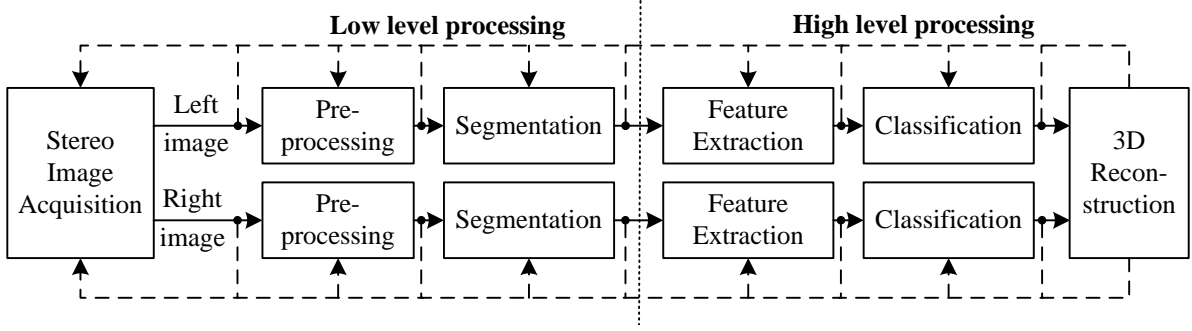 Low level processing
High level processing
Stereo
Image
Acquisition
Left
image
Right
image
Pre-
processing
Segmentation
Feature
Extraction
Classification
Pre-
processing
Segmentation
Feature
Extraction
Classification
3D
Recon-
struction